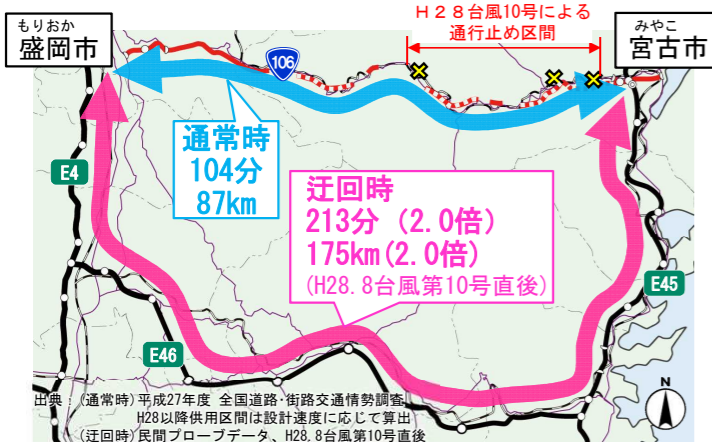 H28台風10号による
通行止め区間
もりおか
盛岡市
みやこ
宮古市
106
通常時
104分
87km
E4
迂回時
213分 (2.0倍)
175km(2.0倍)
(H28.8台風第10号直後)
E45
E46
N
出典：(通常時)平成27年度 全国道路・街路交通情勢調査
H28以降供用区間は設計速度に応じて算出
(迂回時)民間プローブデータ、H28.8台風第10号直後